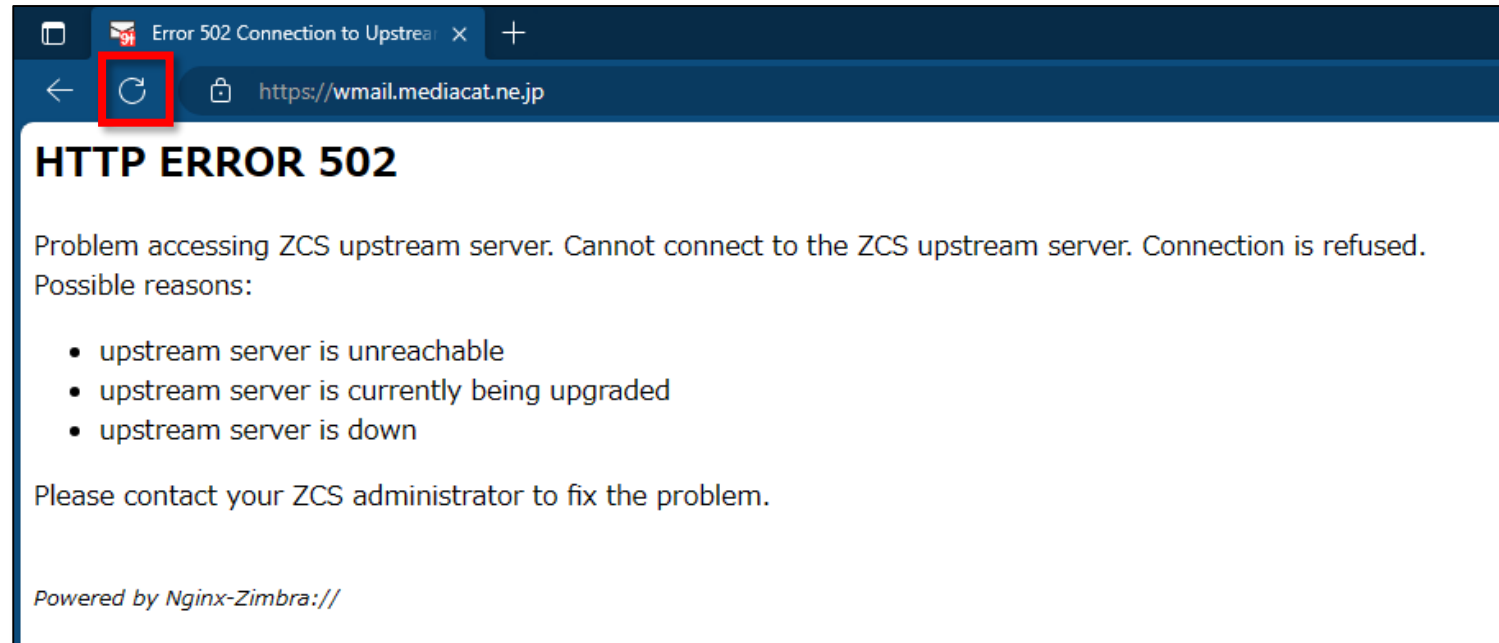 Error 502 Connection to Upstrea
https://wmail.mediacat.ne.jp
HTTP ERROR 502
Problem accessing ZCS upstream server. Cannot connect to the ZCS upstream server. Connection is refused.
Possible reasons:
• upstream server is unreachable
• upstream server is currently being upgraded
• upstream server is down
Please contact your ZCS administrator to fix the problem.
Powered by Nginx-Zimbra://